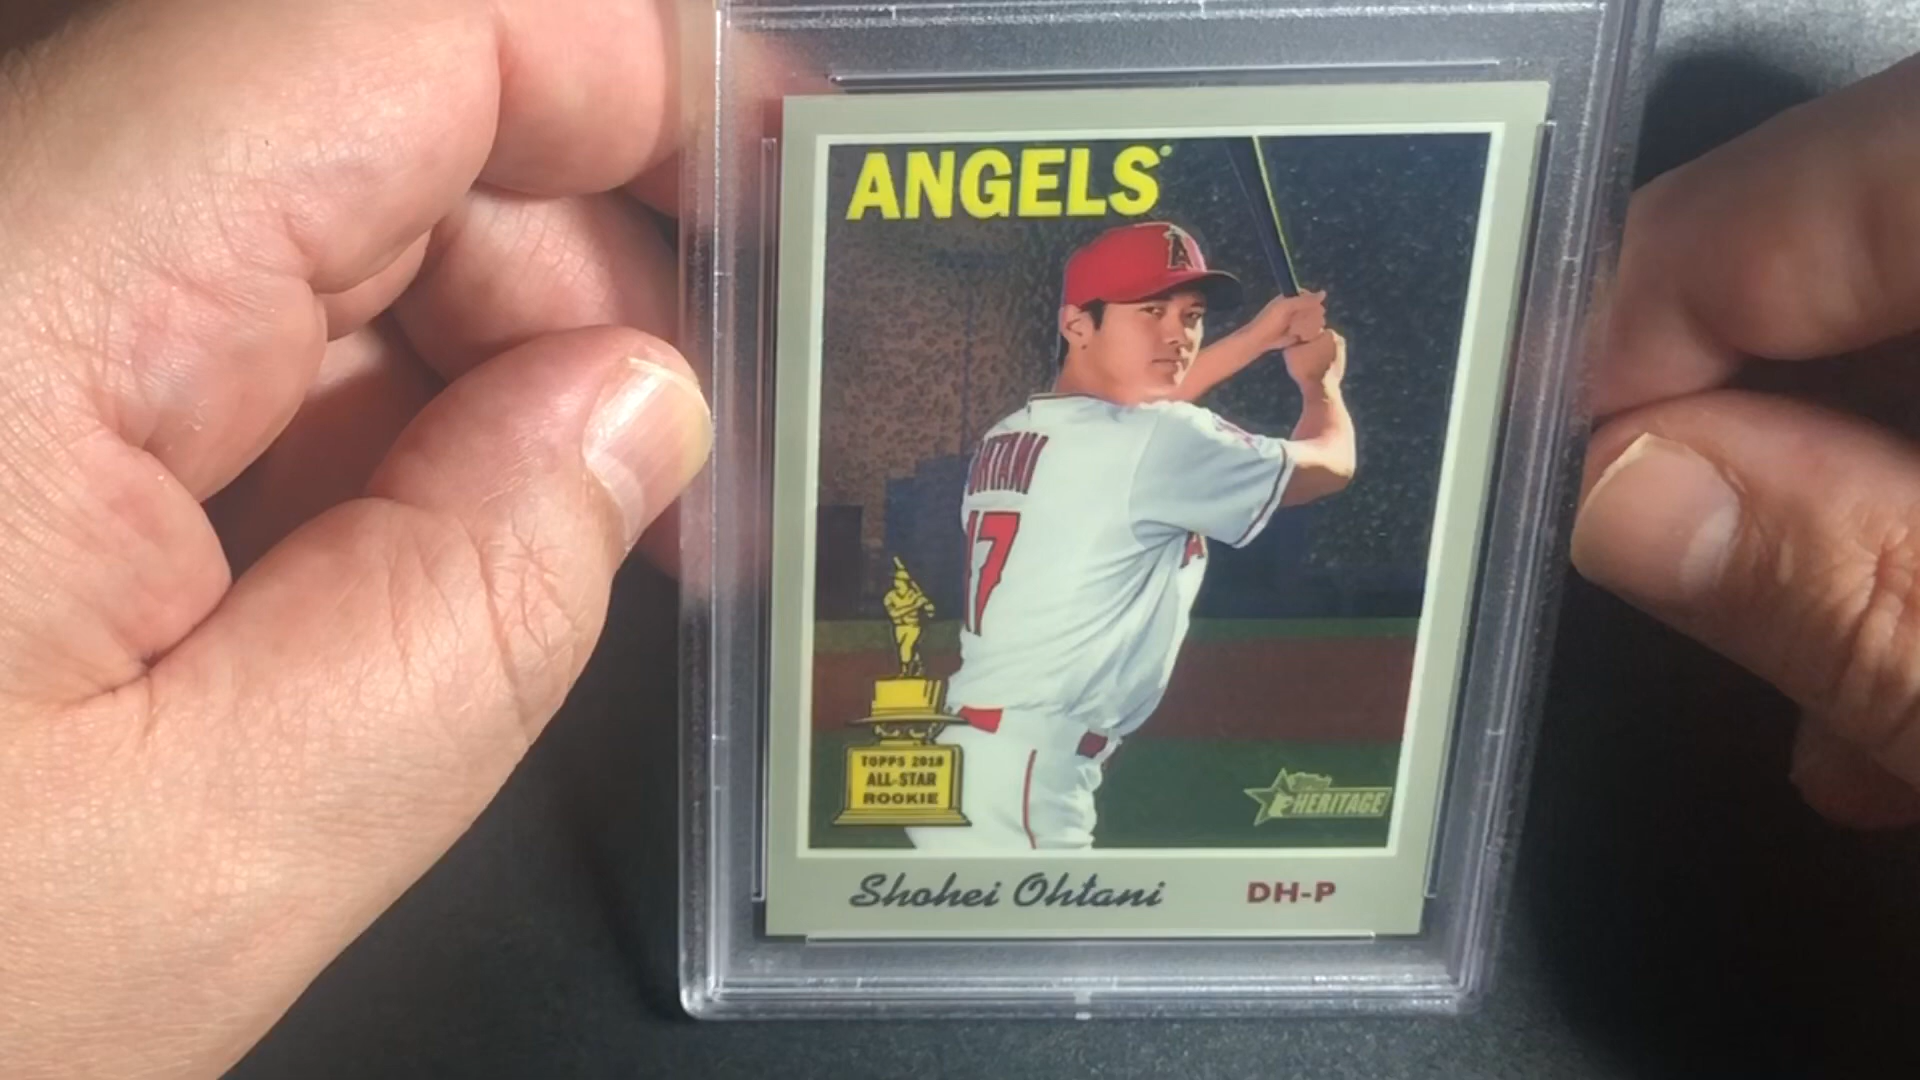 ANGELS
A
OHTANI
17
A
TOPPS 2018
ALL-STAR
ROOKIE
Topps
HERITAGE
Shohei Ohtani DH-P